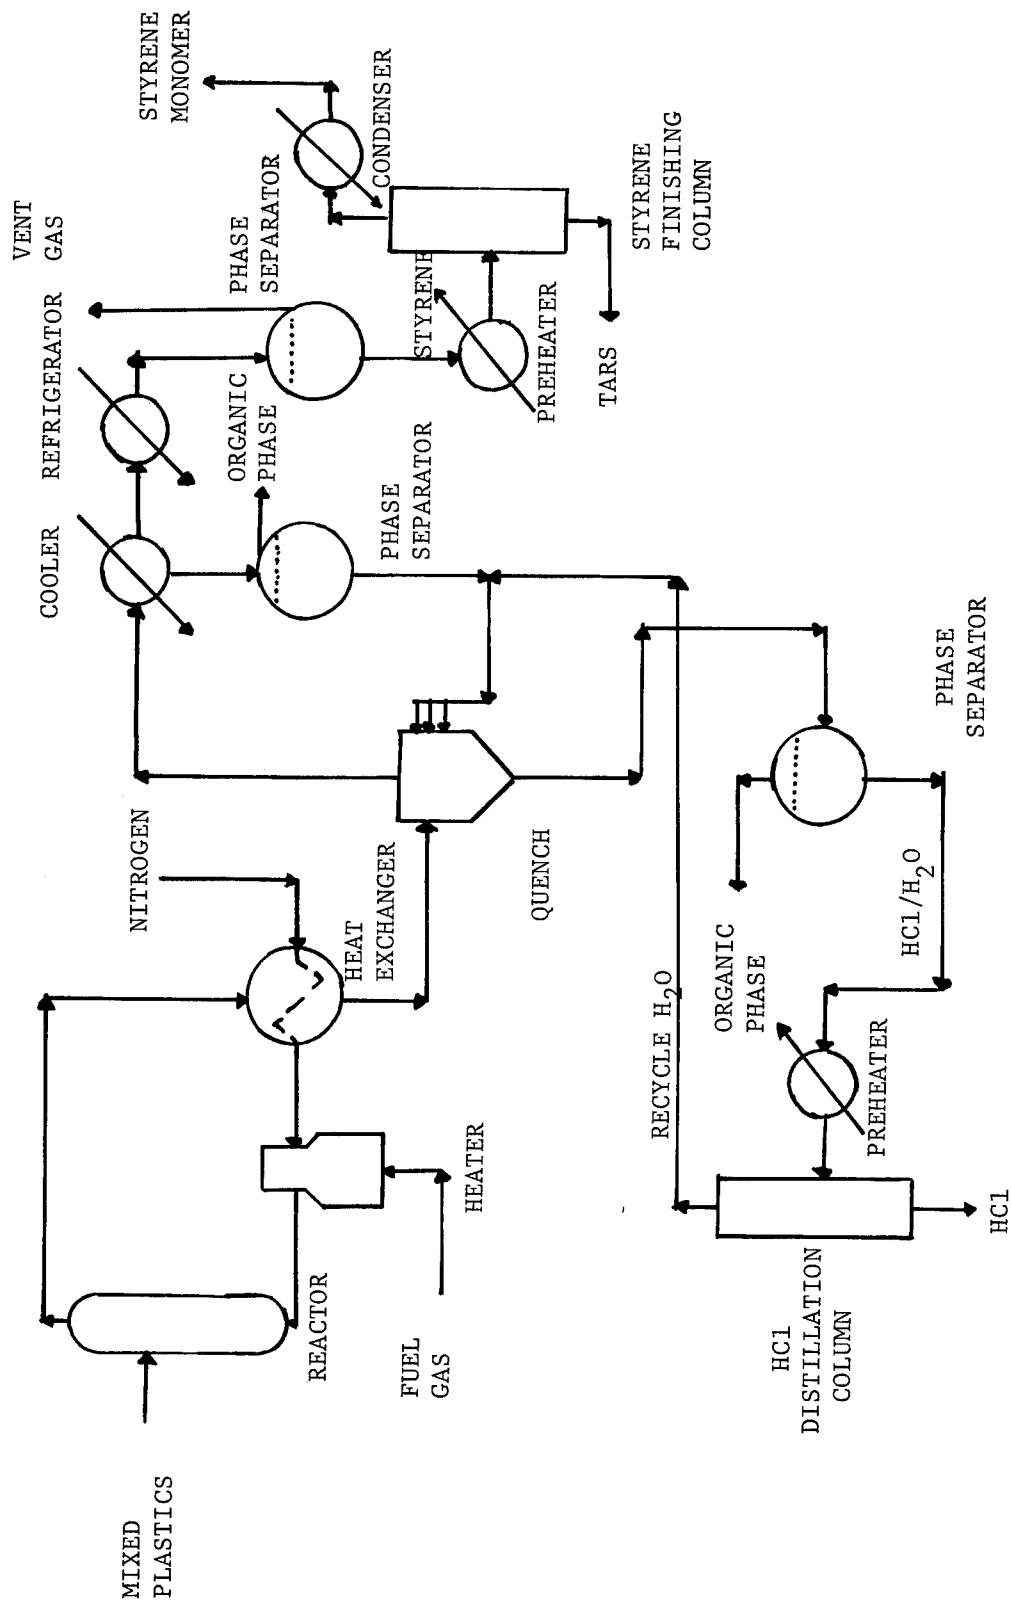 MIXED
PLASTICS
REACTOR
FUEL
GAS
HEATER
NITROGEN
HEAT
EXCHANGER
QUENCH
COOLER
REFRIGERATOR
VENT
GAS
ORGANIC
PHASE
PHASE
SEPARATOR
PHASE
SEPARATOR
STYRENE
PREHEATER
CONDENSER
STYRENE
MONOMER
STYRENE
FINISHING
COLUMN
TARS
RECYCLE H2O
HCl
DISTILLATION
COLUMN
HCl
PREHEATER
ORGANIC
PHASE
HCl/H2O
PHASE
SEPARATOR